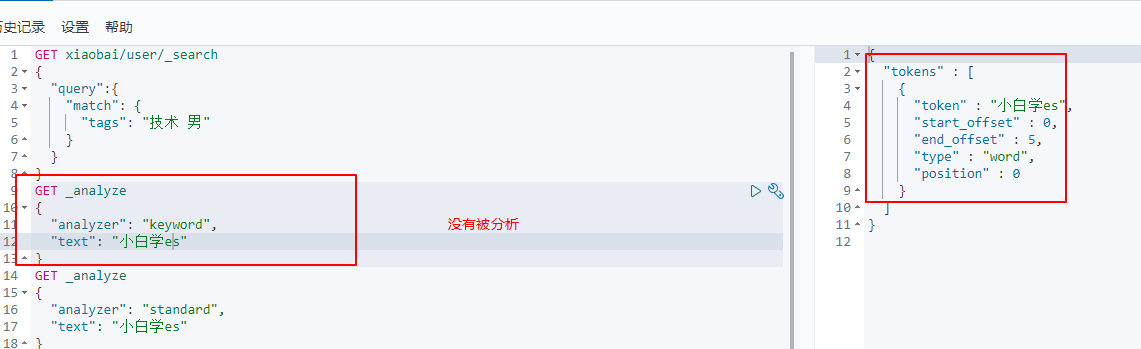 历史记录 设置 帮助
1 GET xiaobai/user/_search
2 {
3 "query":{
4 "match": {
5 "tags": "技术 男"
6 }
7 }
8 }
9 GET _analyze
10 {
11 "analyzer": "keyword",
12 "text": "小白学es"
13 }
14 GET _analyze
15 {
16 "analyzer": "standard",
17 "text": "小白学es"
18 }
没有被分析
1 {
2 "tokens" : [
3 {
4 "token" : "小白学es",
5 "start_offset" : 0,
6 "end_offset" : 5,
7 "type" : "word",
8 "position" : 0
9 }
10 ]
11 }
12